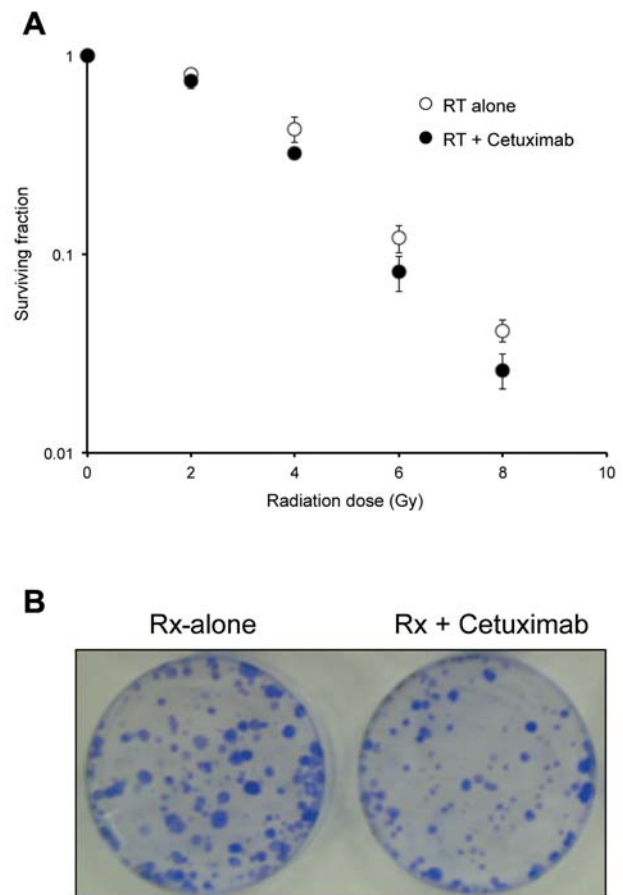 A
1
0.1
0.01
Surviving fraction
RT alone
RT + Cetuximab
0 2 4 6 8 10
Radiation dose (Gy)
B
Rx-alone Rx + Cetuximab